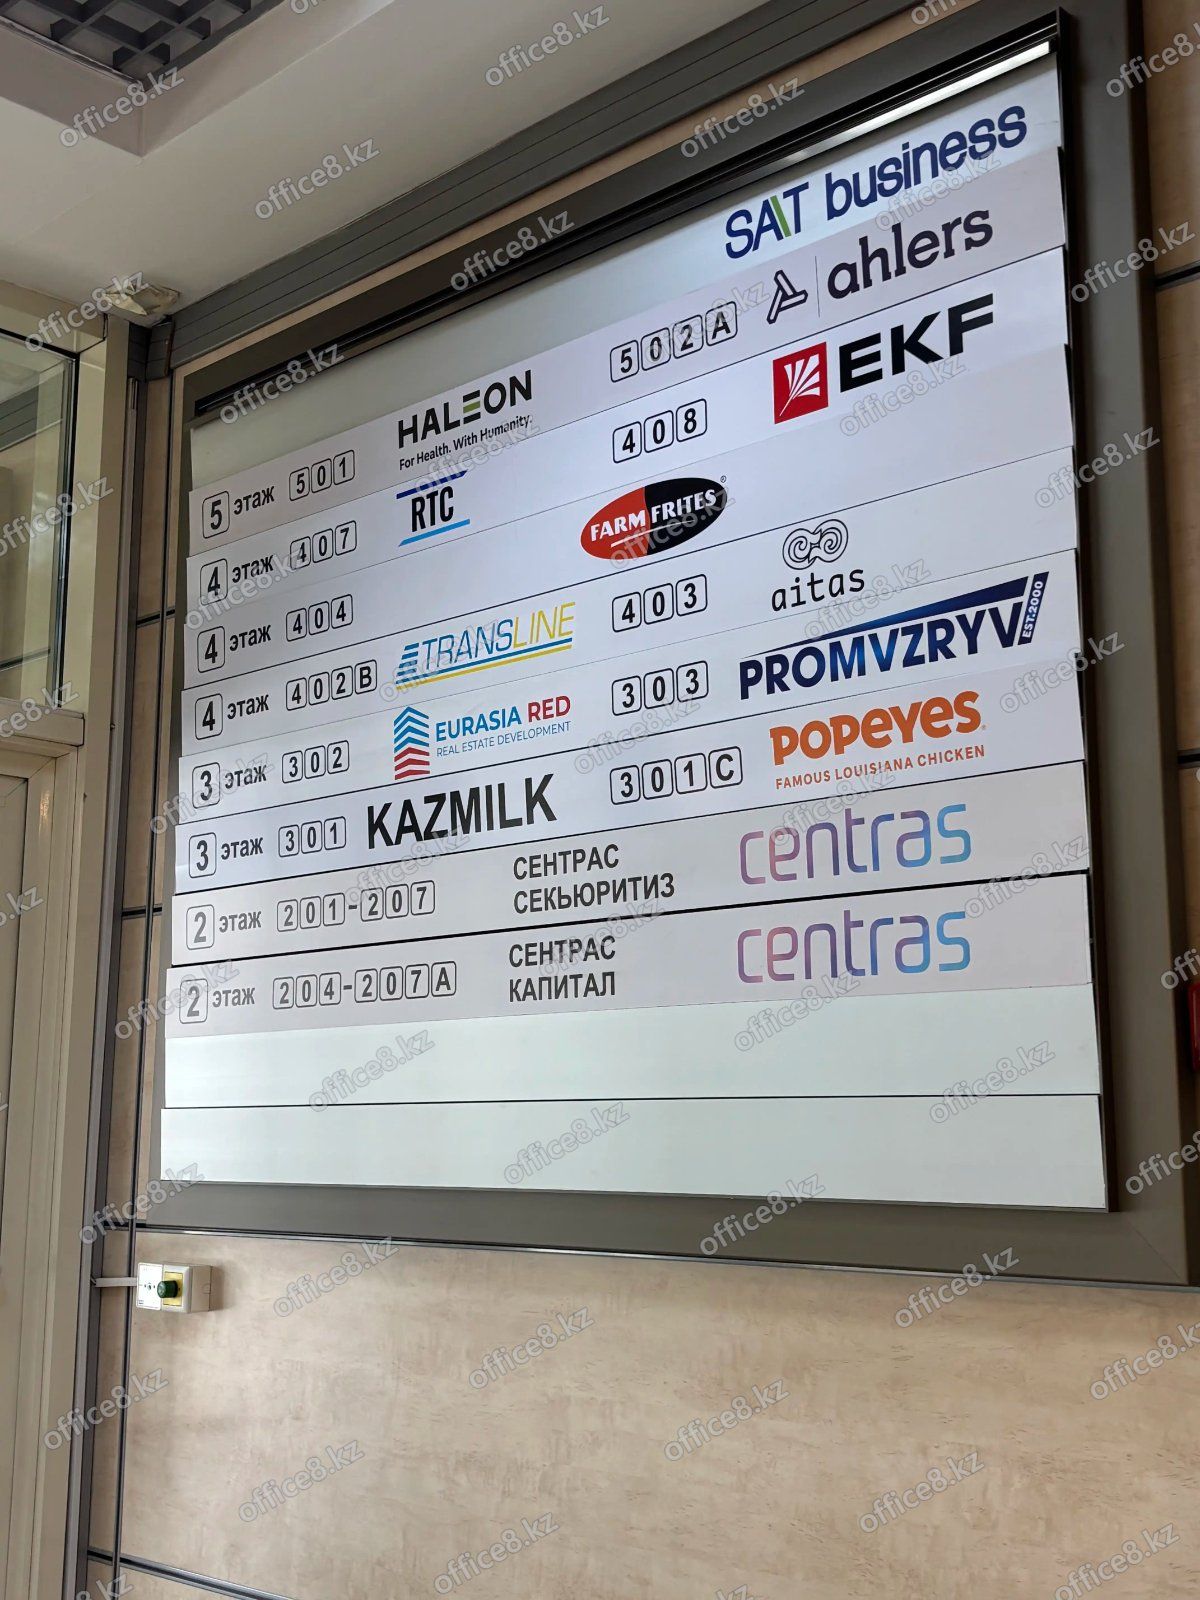 SAT business
5 этаж 501 HALEON 502A ahlers
For Health. With Humanity.
4 этаж 407 RTC 408 EKF
4 этаж 404 FARM FRITES
4 этаж 402B TRANSLINE 403 aitas
3 этаж 302 EURASIA RED 303 PROMVZRYV EST.2000
REAL ESTATE DEVELOPMENT
3 этаж 301 KAZMILK 301C POPEYES
FAMOUS LOUISIANA CHICKEN
2 этаж 201-207 СЕНТРАС centras
СЕКЬЮРИТИЗ
2 этаж 204-207A СЕНТРАС centras
КАПИТАЛ
office8.kz